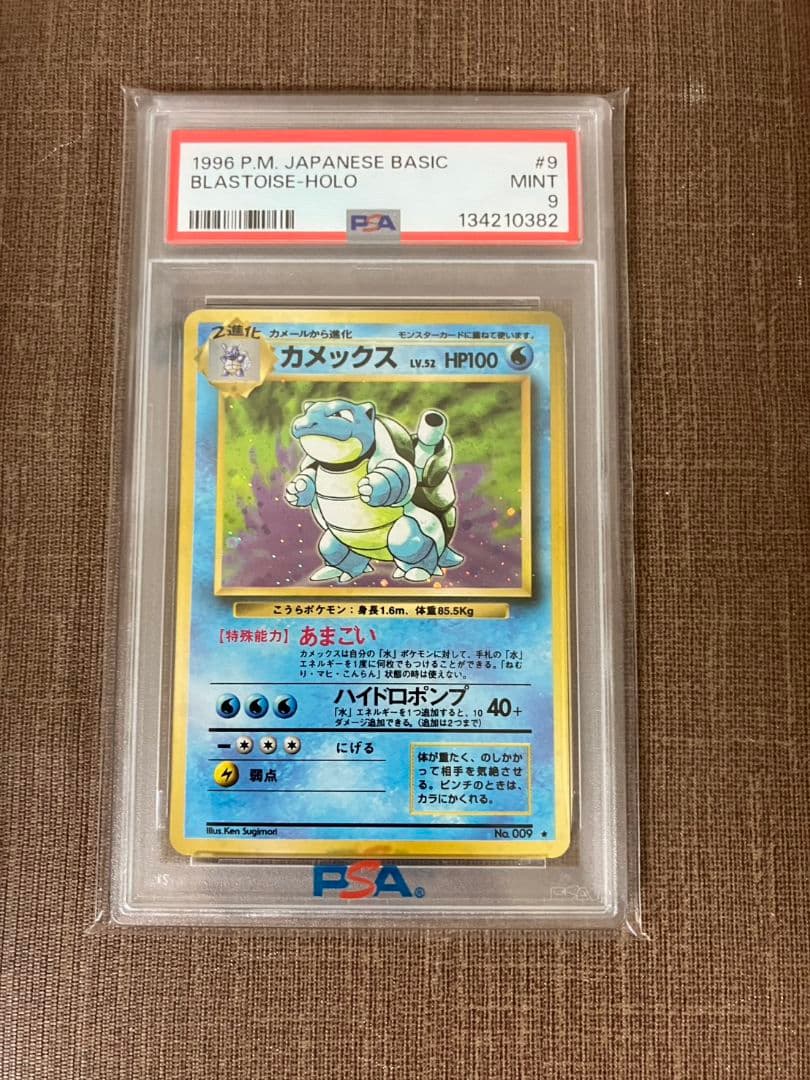 1996 P.M. JAPANESE BASIC #9
BLASTOISE-HOLO MINT
9
PSA 134210382
2進化 カメールから進化 モンスターカードに重ねて使います。
カメックス LV.52 HP100
こうらポケモン:身長1.6m、体重85.5Kg
【特殊能力】 あまごい
カメックスは自分の「水」ポケモンに対して、手札の「水」
エネルギーを1度に何枚でもつけることができる。「ねむ
り・マヒ・こんらん」状態の時は使えない。
ハイドロポンプ 40+
「水」エネルギーを1つ追加すると、10
ダメージ追加できる。(追加は2つまで)
にげる
弱点
体が重たく、のしかか
って相手を気絶させ
る。ピンチのときは、
カラにかくれる。
Illus. Ken Sugimori No. 009 ★
PSA®
PSA